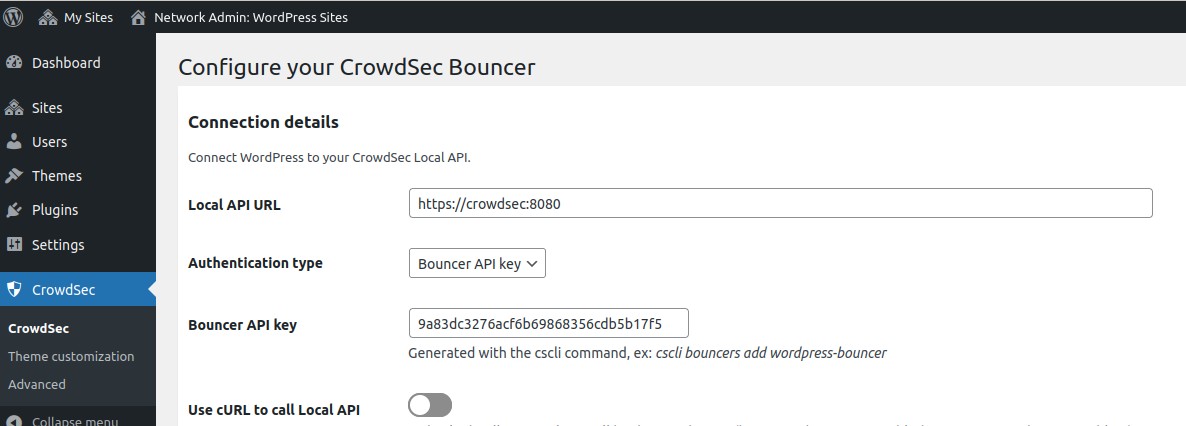 My Sites
Network Admin: WordPress Sites
Dashboard
Sites
Users
Themes
Plugins
Settings
CrowdSec
CrowdSec
Theme customization
Advanced
Collapse menu
Configure your CrowdSec Bouncer
Connection details
Connect WordPress to your CrowdSec Local API.
Local API URL
https://crowdsec:8080
Authentication type
Bouncer API key
Bouncer API key
9a83dc3276acf6b69868356cdb5b17f5
Generated with the cscli command, ex: cscli bouncers add wordpress-bouncer
Use cURL to call Local API